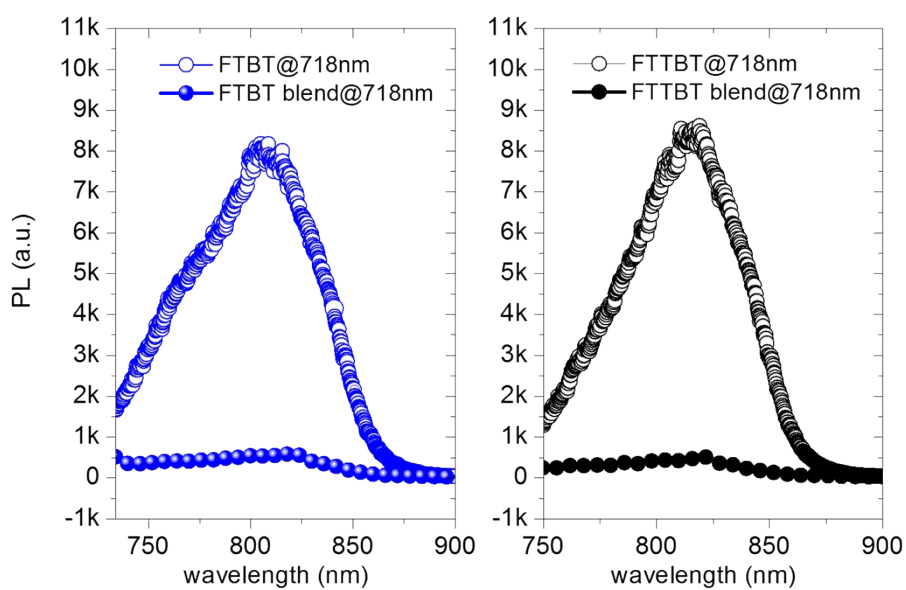 11k
10k
9k
8k
7k
6k
5k
4k
3k
2k
1k
0
-1k
PL (a.u.)
FTBT@718nm
FTBT blend@718nm
750
800
850
900
wavelength (nm)
11k
10k
9k
8k
7k
6k
5k
4k
3k
2k
1k
0
-1k
FTTBT@718nm
FTTBT blend@718nm
750
800
850
900
wavelength (nm)